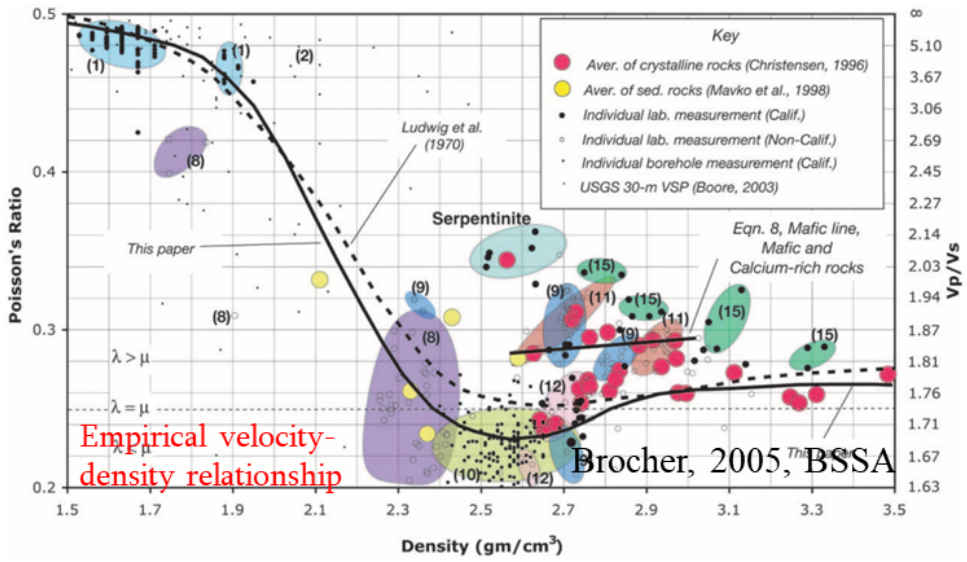 0.5
0.4
0.3
0.2
Poisson's Ratio
1.5
1.7
1.9
2.1
2.3
2.5
2.7
2.9
3.1
3.3
3.5
Density (gm/cm³)
∞
5.10
3.67
3.06
2.69
2.45
2.27
2.14
2.03
1.94
1.87
1.81
1.76
1.71
1.67
1.63
Vp/Vs
Key
Aver. of crystalline rocks (Christensen, 1996)
Aver. of sed. rocks (Mavko et al., 1998)
Individual lab. measurement (Calif.)
Individual lab. measurement (Non-Calif.)
Individual borehole measurement (Calif.)
USGS 30-m VSP (Boore, 2003)
(1)
(1)
(2)
(8)
Ludwig et al.
(1970)
This paper
Serpentinite
Eqn. 8, Mafic line,
Mafic and
Calcium-rich rocks
(15)
(9)
(9)
(11)
(15)
(11)
(15)
(8)
(8)
(9)
(15)
λ > μ
λ = μ
(12)
(10)
(12)
This paper
Empirical velocity-
density relationship
Brocher, 2005, BSSA